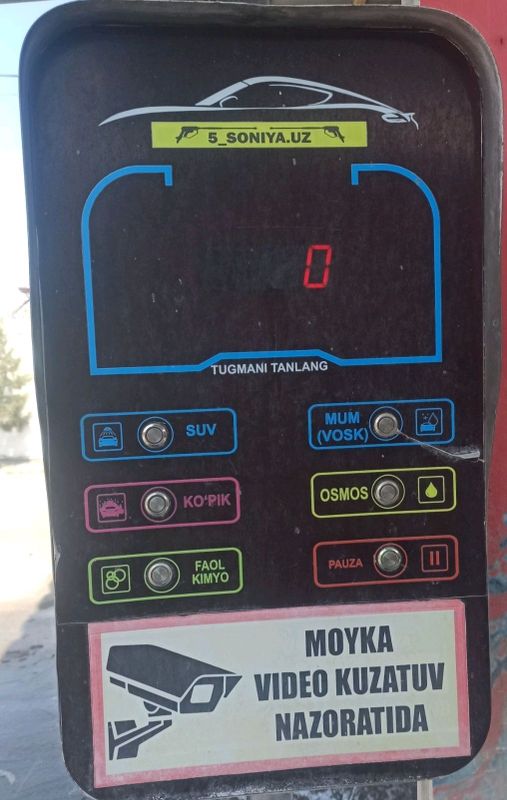 5_SONIYA.UZ
0
TUGMANI TANLANG
SUV
MUM
(VOSK)
KO'PIK
OSMOS
FAOL
KIMYO
PAUZA
MOYKA
VIDEO KUZATUV
NAZORATIDA